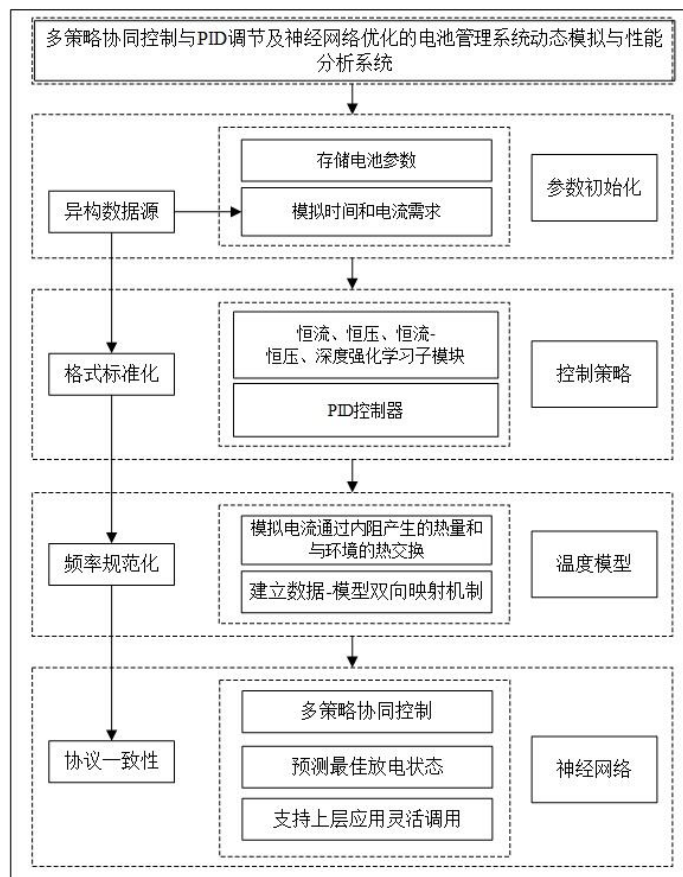 多策略协同控制与PID调节及神经网络优化的电池管理系统动态模拟与性能
分析系统
存储电池参数
异构数据源
模拟时间和电流需求
参数初始化
恒流、恒压、恒流-
恒压、深度强化学习子模块
格式标准化
PID控制器
控制策略
模拟电流通过内阻产生的热量和
与环境的热交换
频率规范化
建立数据-模型双向映射机制
温度模型
多策略协同控制
协议一致性
预测最佳放电状态
支持上层应用灵活调用
神经网络